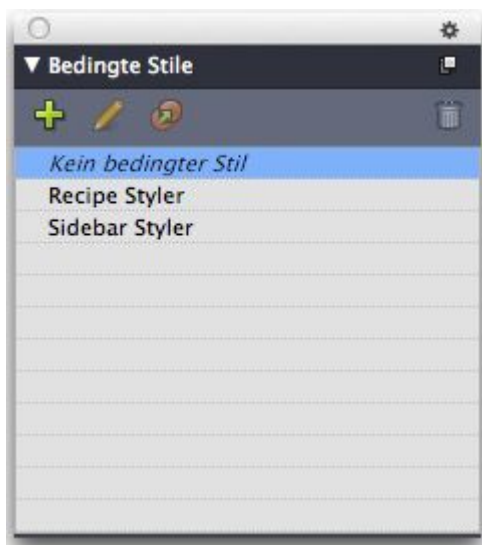 Bedingte Stile
Kein bedingter Stil
Recipe Styler
Sidebar Styler